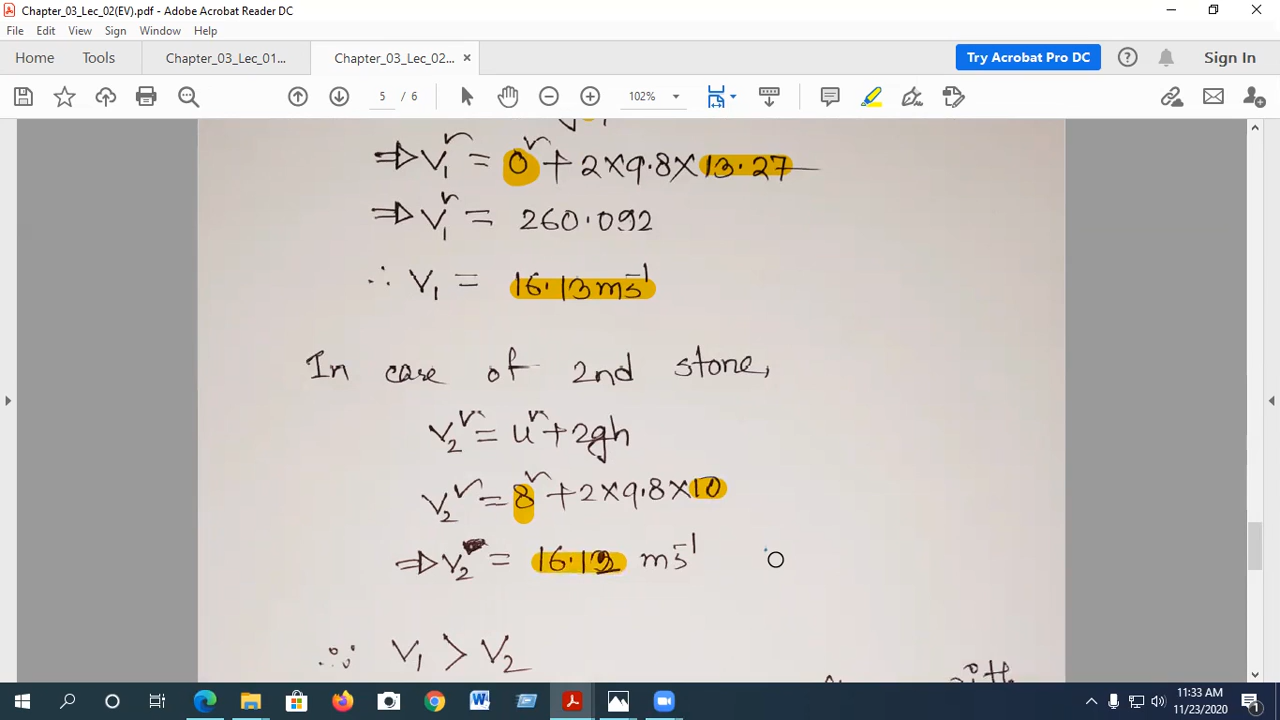 Chapter_03_Lec_02(EV).pdf - Adobe Acrobat Reader DC
File Edit View Sign Window Help
Home Tools Chapter_03_Lec_01... Chapter_03_Lec_02... × Try Acrobat Pro DC Sign In
5 / 6 102%
⇒ V₁² = 0² + 2×9.8×13.27
⇒ V₁² = 260.092
∴ V₁ = 16.13 ms⁻¹
In case of 2nd stone,
V₂² = u² + 2gh
V₂² = 8² + 2×9.8×10
⇒ V₂ = 16.12 ms⁻¹
∵ V₁ > V₂
with
11:33 AM
11/23/2020